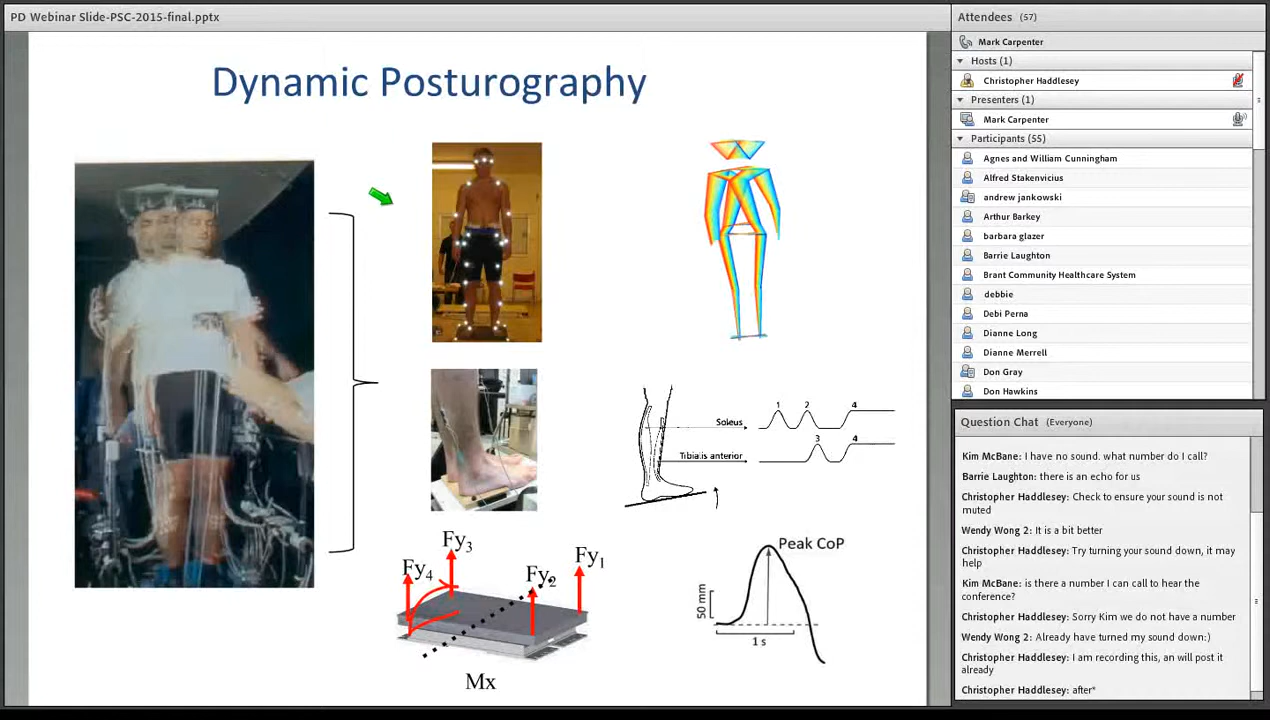 PD Webinar Slide-PSC-2015-final.pptx
Dynamic Posturography
1 2 4
Soleus
3 4
Tibialis anterior
Fy3
Fy4
Fy1
Fy2
Mx
Peak CoP
50 mm
1 s
Attendees (57)
Mark Carpenter
Hosts (1)
Christopher Haddlesey
Presenters (1)
Mark Carpenter
Participants (55)
Agnes and William Cunningham
Alfred Stakenvicius
andrew jankowski
Arthur Barkey
barbara glazer
Barrie Laughton
Brant Community Healthcare System
debbie
Debi Perna
Dianne Long
Dianne Merrell
Don Gray
Don Hawkins
Question Chat (Everyone)
Kim McBane: I have no sound. what number do I call?
Barrie Laughton: there is an echo for us
Christopher Haddlesey: Check to ensure your sound is not
muted
Wendy Wong 2: It is a bit better
Christopher Haddlesey: Try turning your sound down, it may
help
Kim McBane: is there a number I can call to hear the
conference?
Christopher Haddlesey: Sorry Kim we do not have a number
Wendy Wong 2: Already have turned my sound down:)
Christopher Haddlesey: I am recording this, an will post it
already
Christopher Haddlesey: after*